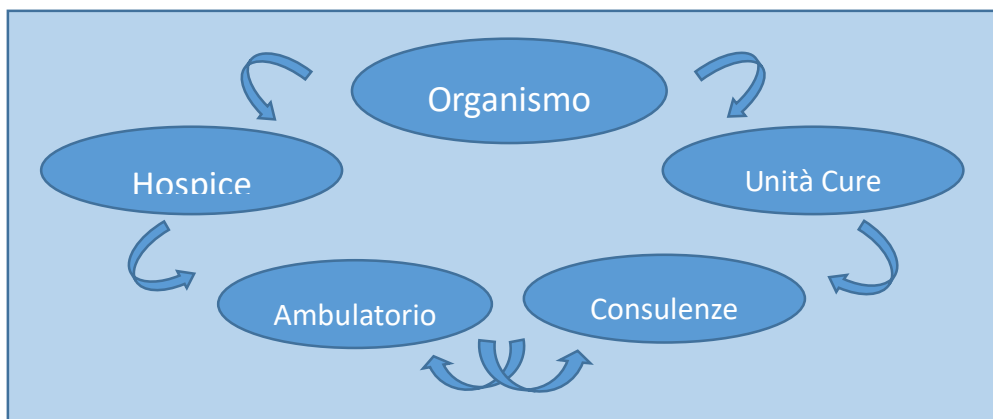 Organismo
Hospice
Unità Cure
Ambulatorio
Consulenze